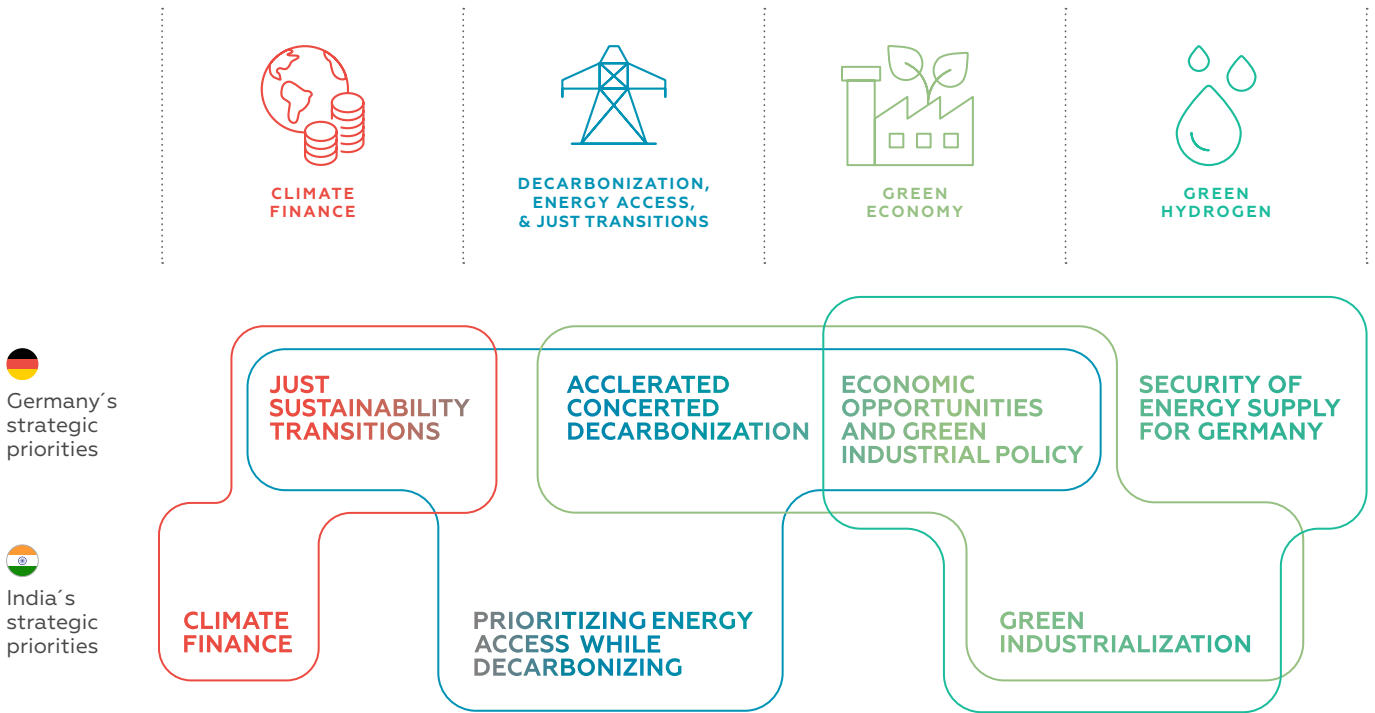 CLIMATE
FINANCE
DECARBONIZATION,
ENERGY ACCESS,
& JUST TRANSITIONS
GREEN
ECONOMY
GREEN
HYDROGEN
Germany´s
strategic
priorities
JUST
SUSTAINABILITY
TRANSITIONS
ACCLERATED
CONCERTED
DECARBONIZATION
ECONOMIC
OPPORTUNITIES
AND GREEN
INDUSTRIAL POLICY
SECURITY OF
ENERGY SUPPLY
FOR GERMANY
India´s
strategic
priorities
CLIMATE
FINANCE
PRIORITIZING ENERGY
ACCESS WHILE
DECARBONIZING
GREEN
INDUSTRIALIZATION